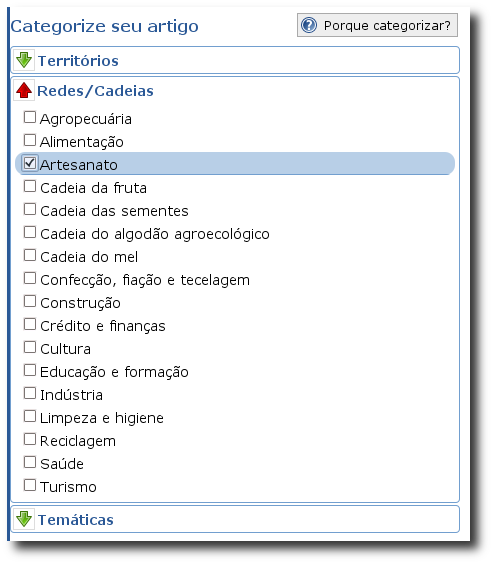 Categorize seu artigo
Porque categorizar?
Territórios
Redes/Cadeias
Agropecuária
Alimentação
Artesanato
Cadeia da fruta
Cadeia das sementes
Cadeia do algodão agroecológico
Cadeia do mel
Confecção, fiação e tecelagem
Construção
Crédito e finanças
Cultura
Educação e formação
Indústria
Limpeza e higiene
Reciclagem
Saúde
Turismo
Temáticas